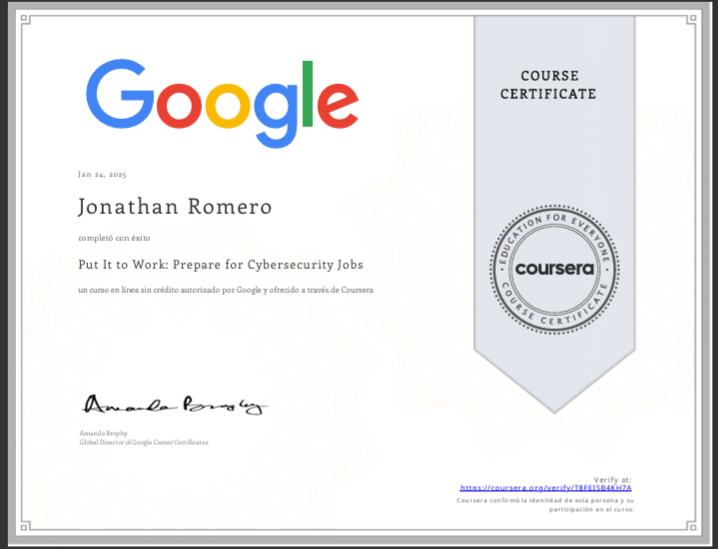 Google
COURSE
CERTIFICATE
Jan 24, 2025
Jonathan Romero
completó con éxito
Put It to Work: Prepare for Cybersecurity Jobs
un curso en línea sin crédito autorizado por Google y ofrecido a través de Coursera
EDUCATION FOR EVERYONE
coursera
COURSE CERTIFICATE
Amanda Brophy
Amanda Brophy
Global Director of Google Career Certificates
Verify at:
https://coursera.org/verify/T8FEI5B4KH7A
Coursera confirmó la identidad de esta persona y su
participación en el curso.